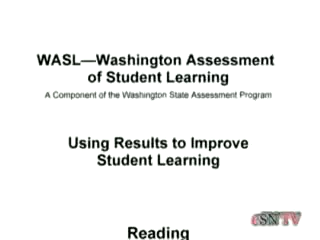 WASL—Washington Assessment
of Student Learning
A Component of the Washington State Assessment Program
Using Results to Improve
Student Learning
Reading
eSNTV